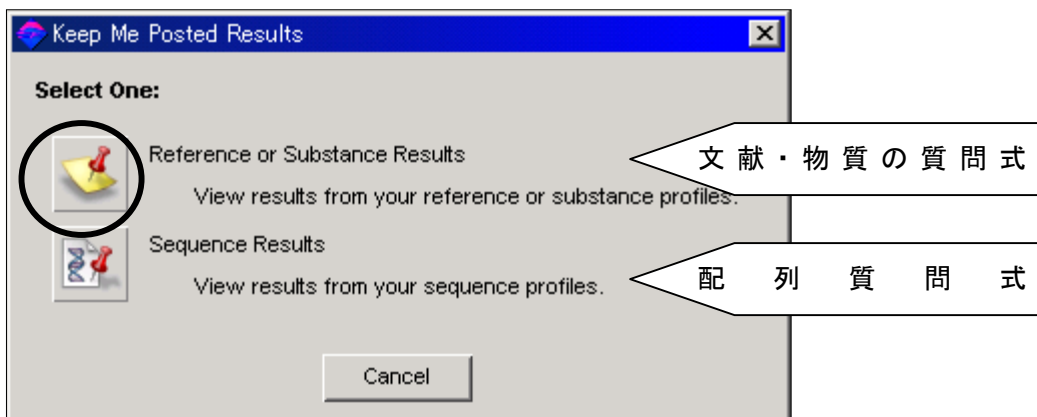 Keep Me Posted Results
Select One:
Reference or Substance Results
文献・物質の質問式
View results from your reference or substance profiles.
Sequence Results
配列質問式
View results from your sequence profiles.
Cancel